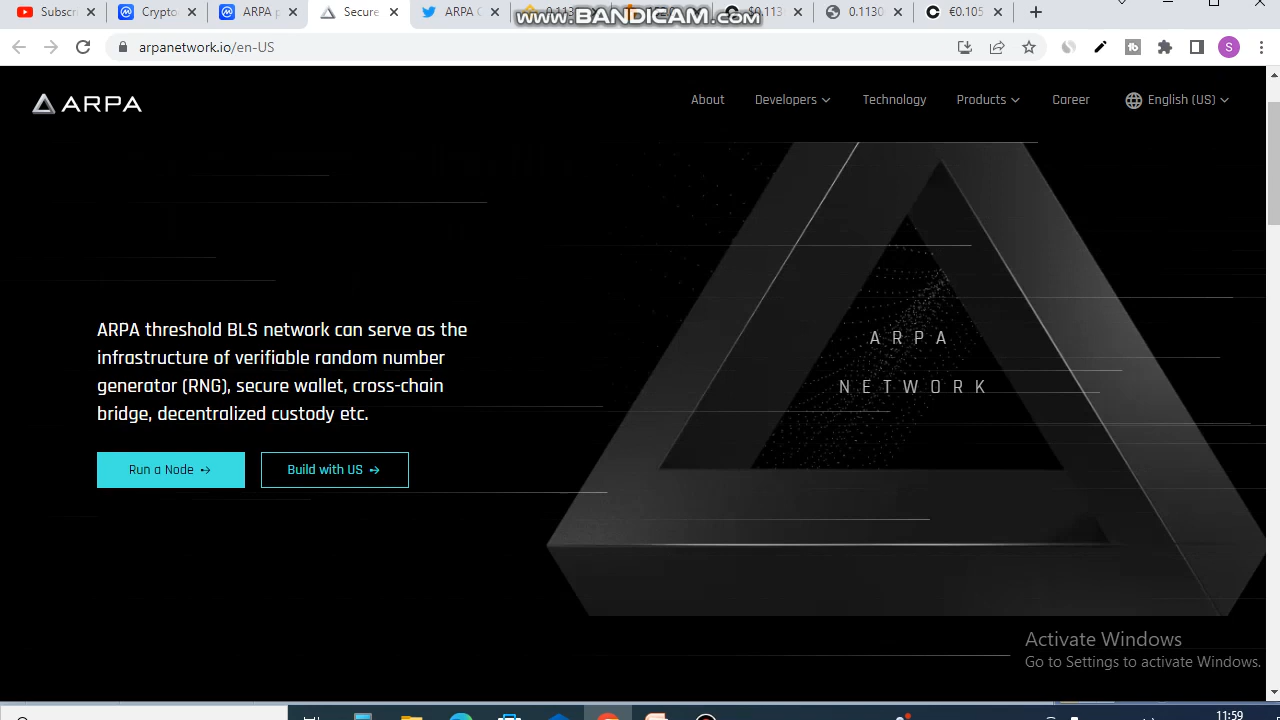 Subscr
Crypto
ARPA p
Secure
ARPA C
www.BANDICAM.com
0.1130
€0.105
arpanetwork.io/en-US
S
ARPA
About
Developers
Technology
Products
Career
English (US)
ARPA threshold BLS network can serve as the
infrastructure of verifiable random number
generator (RNG), secure wallet, cross-chain
bridge, decentralized custody etc.
Run a Node
Build with US
ARPA
NETWORK
Activate Windows
Go to Settings to activate Windows.
11:59